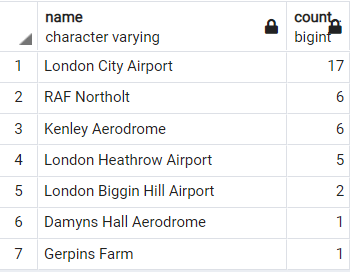 name count
character varying bigint
1 London City Airport 17
2 RAF Northolt 6
3 Kenley Aerodrome 6
4 London Heathrow Airport 5
5 London Biggin Hill Airport 2
6 Damyns Hall Aerodrome 1
7 Gerpins Farm 1